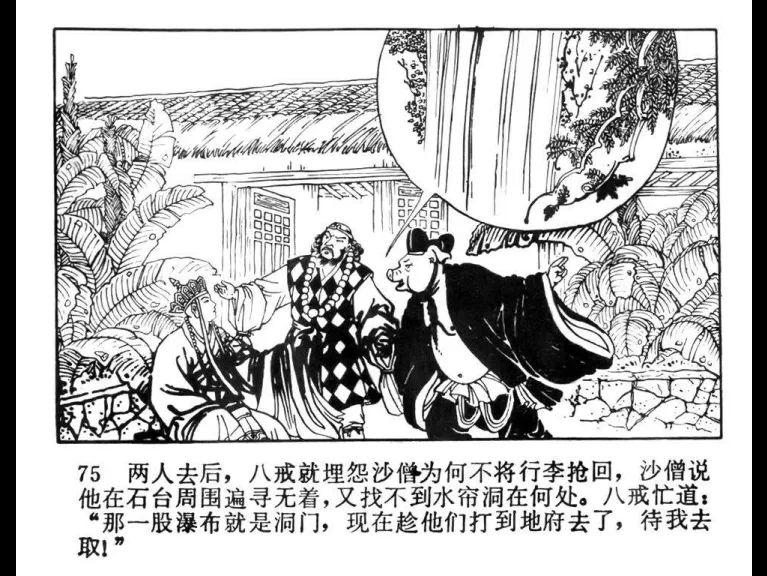 75 两人去后，八戒就埋怨沙僧为何不将行李抢回，沙僧说
他在石台周围遍寻无着，又找不到水帘洞在何处。八戒忙道：
“那一股瀑布就是洞门，现在趁他们打到地府去了，待我去
取！”